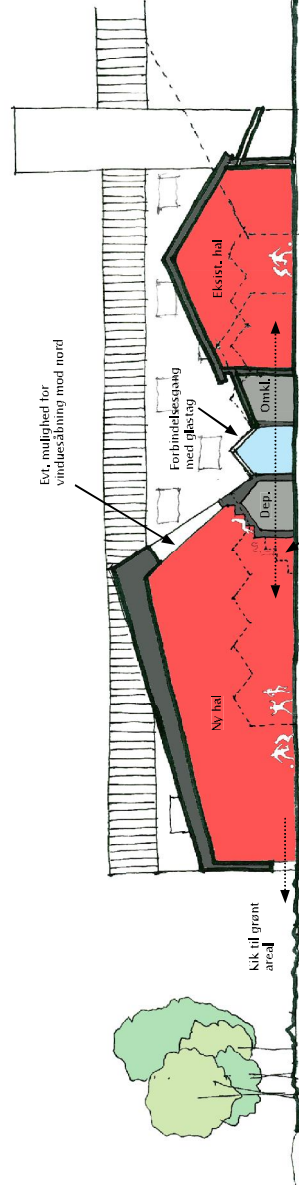 Evt. mulighed for
vinduesåbning mod nord
Forbindelsesgang
med glastag
Eksist. hal
Omkl.
Dep.
Ny hal
Kik til grønt
areal